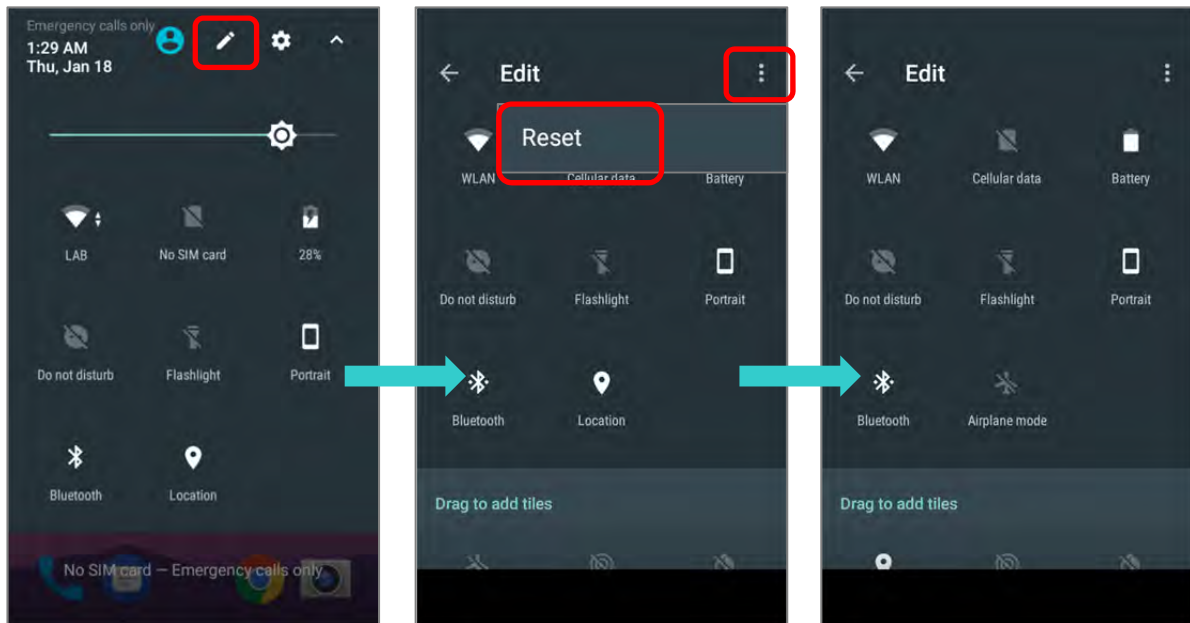 Emergency calls only
1:29 AM
Thu, Jan 18
LAB No SIM card 28%
Do not disturb Flashlight Portrait
Bluetooth Location
No SIM card — Emergency calls only
Edit
Reset
WLAN Cellular data Battery
Do not disturb Flashlight Portrait
Bluetooth Location
Drag to add tiles
Edit
WLAN Cellular data Battery
Do not disturb Flashlight Portrait
Bluetooth Airplane mode
Drag to add tiles